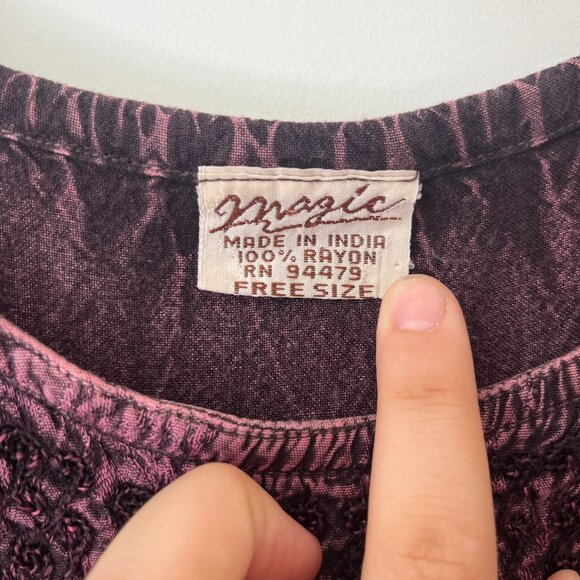 magic
MADE IN INDIA
100% RAYON
RN 94479
FREE SIZE